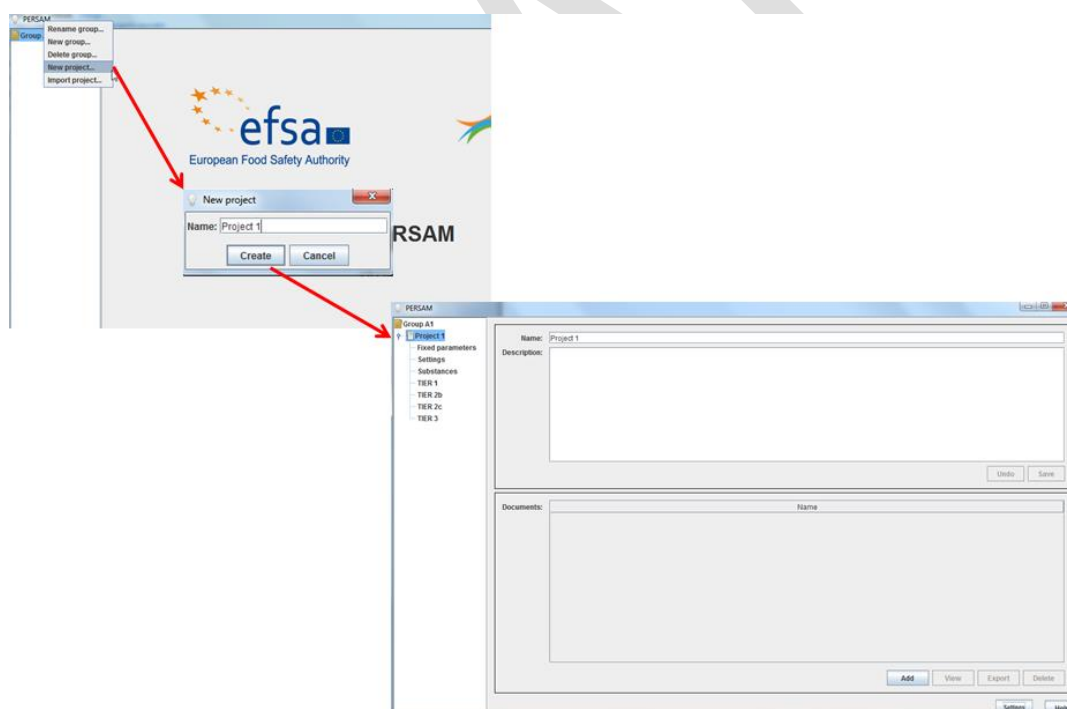 PERSAM
Group
Rename group...
New group...
Delete group...
New project...
Import project...
efsa
European Food Safety Authority
New project
Name: Project 1
RSAM
Create Cancel
PERSAM
Group A1
Project 1
Fixed parameters
Settings
Substances
TIER 1
TIER 2b
TIER 2c
TIER 3
Name: Project 1
Description:
Undo Save
Documents: Name
Add View Export Delete
Settings